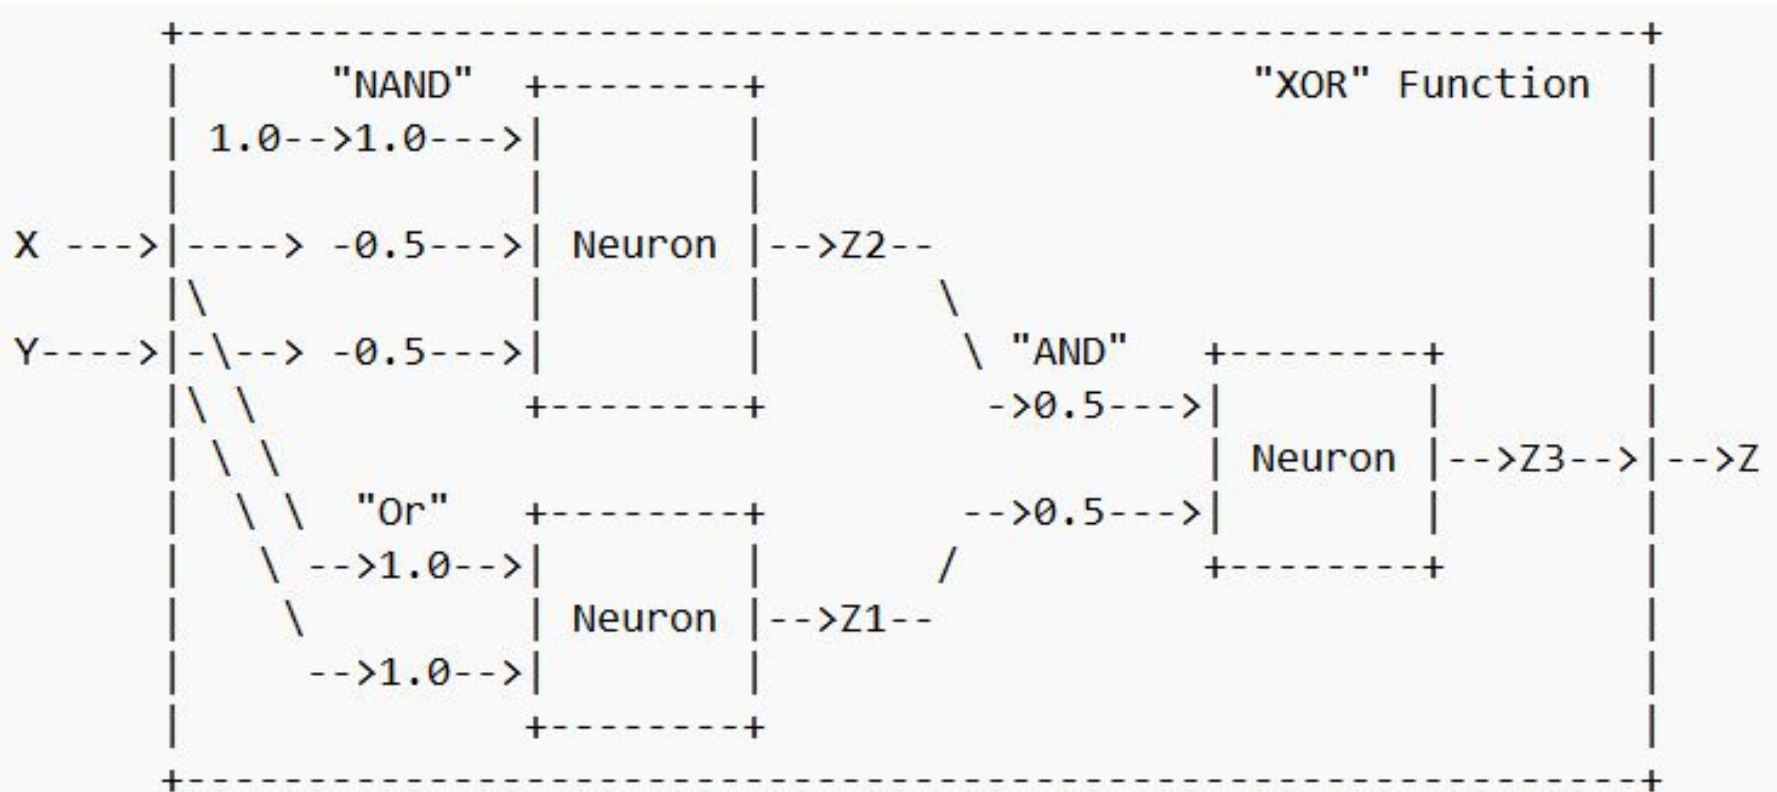 +-------------------------------------------------------------+
|      "NAND"  +--------+                    "XOR" Function  |
| 1.0-->1.0--->|        |                                     |
|              |        |                                     |
X --->|----> -0.5--->| Neuron |-->Z2--                              |
|\             |        |       \                             |
Y---->|-\--> -0.5--->|        |        \ "AND"   +--------+         |
|\ \           +--------+         ->0.5--->|        |        |
| \ \                                      | Neuron |-->Z3-->|-->Z
|  \ \  "Or"   +--------+        -->0.5--->|        |        |
|   \ -->1.0-->|        |       /          +--------+        |
|    \         | Neuron |-->Z1--                              |
|     -->1.0-->|        |                                     |
|              +--------+                                     |
+-------------------------------------------------------------+